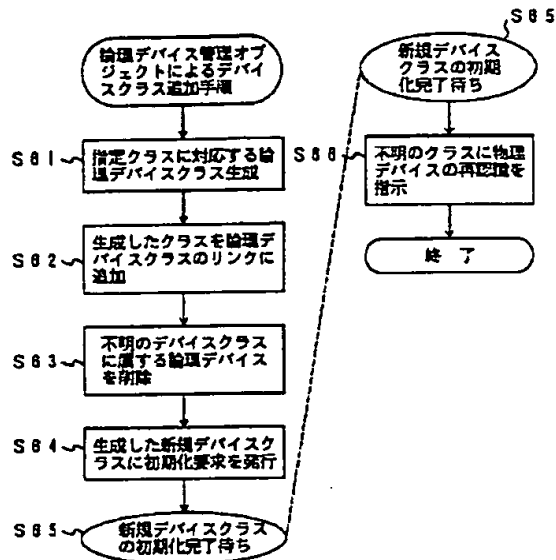 論理デバイス管理オブ
ジェクトによるデバイ
スクラス追加手順
S61
指定クラスに対応する論
理デバイスクラス生成
S62
生成したクラスを論理デ
バイスクラスのリンクに
追加
S63
不明のデバイスクラス
に属する論理デバイス
を削除
S64
生成した新規デバイスク
ラスに初期化要求を発行
S65
新規デバイスクラス
の初期化完了待ち
S65
新規デバイス
クラスの初期
化完了待ち
S66
不明のクラスに物理
デバイスの再認識を
指示
終了